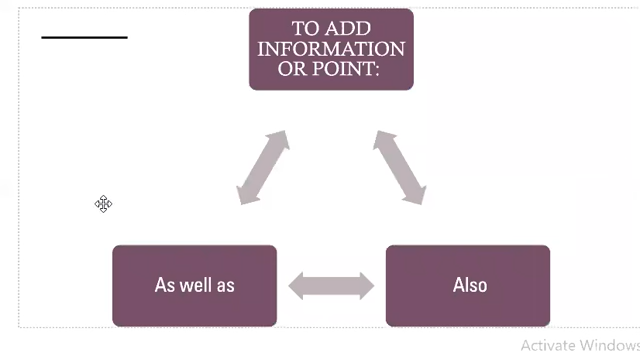 TO ADD
INFORMATION
OR POINT:
As well as
Also
Activate Windows